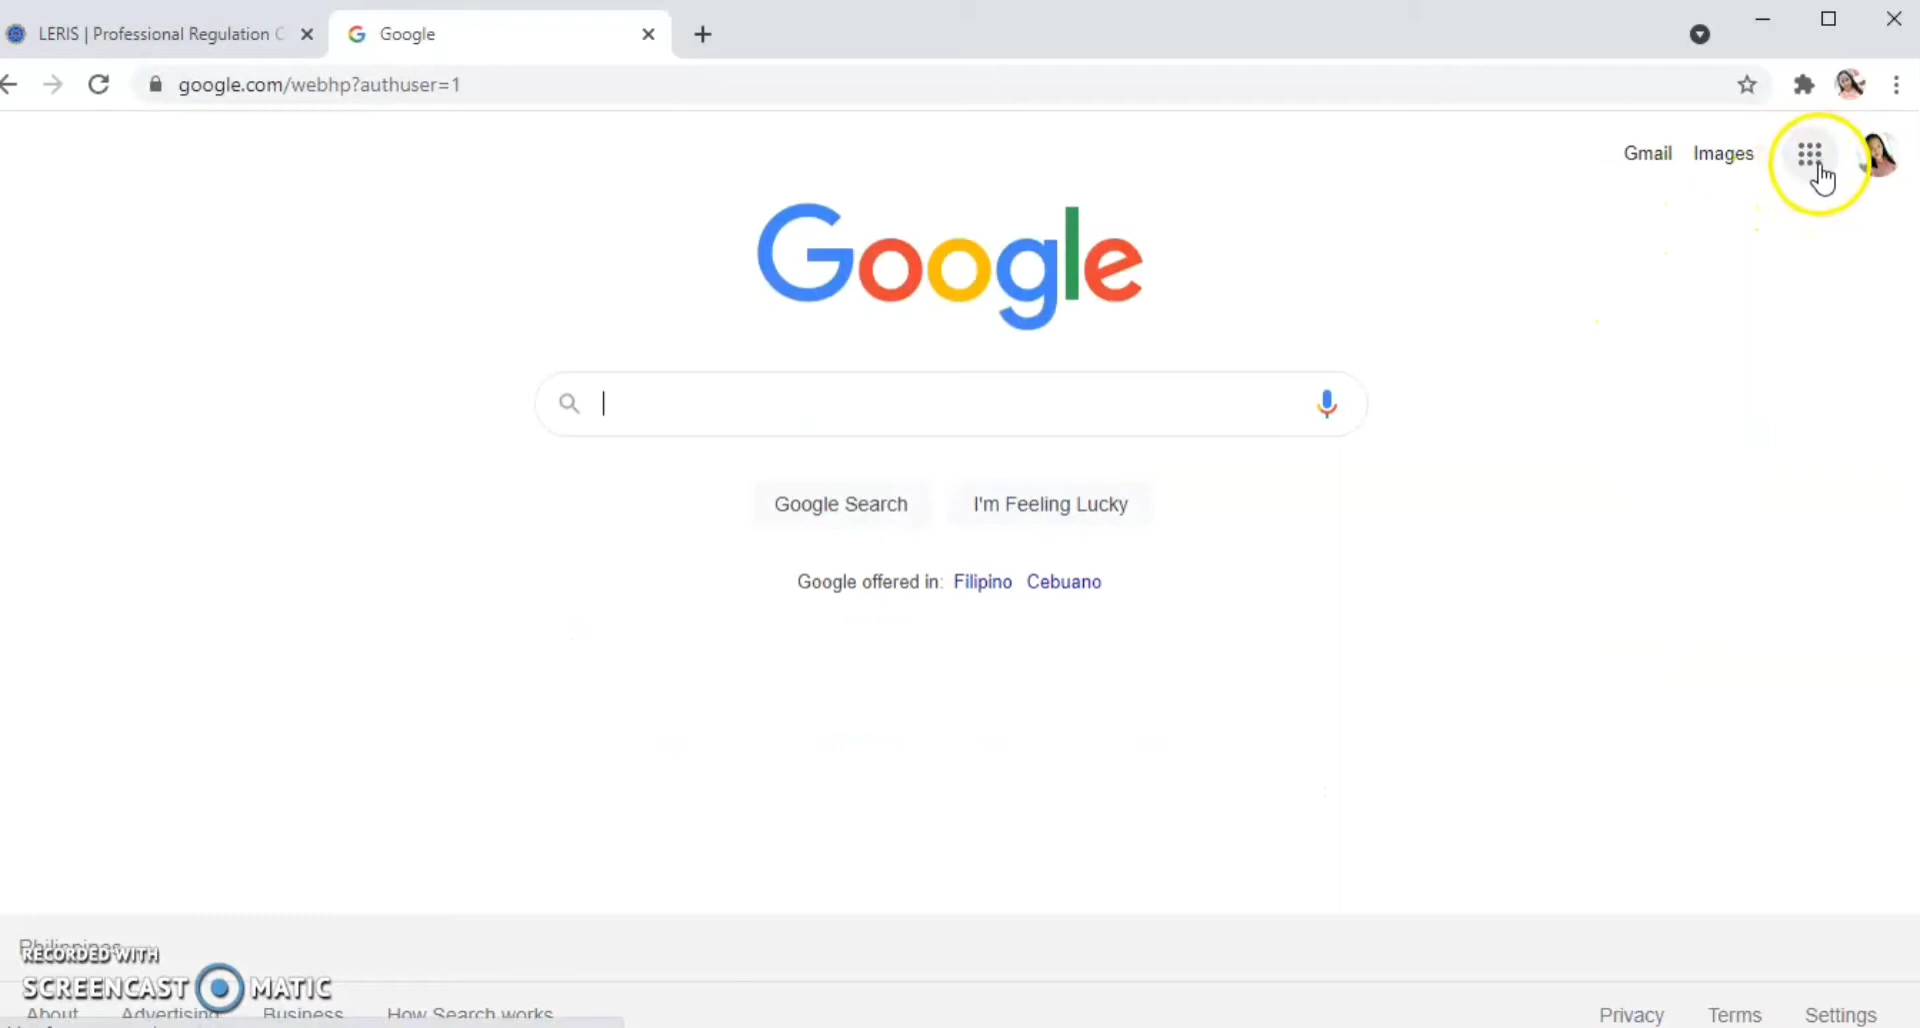 LERIS | Professional Regulation C
Google
google.com/webhp?authuser=1
Gmail Images
Google
Google Search
I'm Feeling Lucky
Google offered in: Filipino Cebuano
Philippines
RECORDED WITH
SCREENCAST MATIC
About Advertising Business How Search works
Privacy Terms Settings